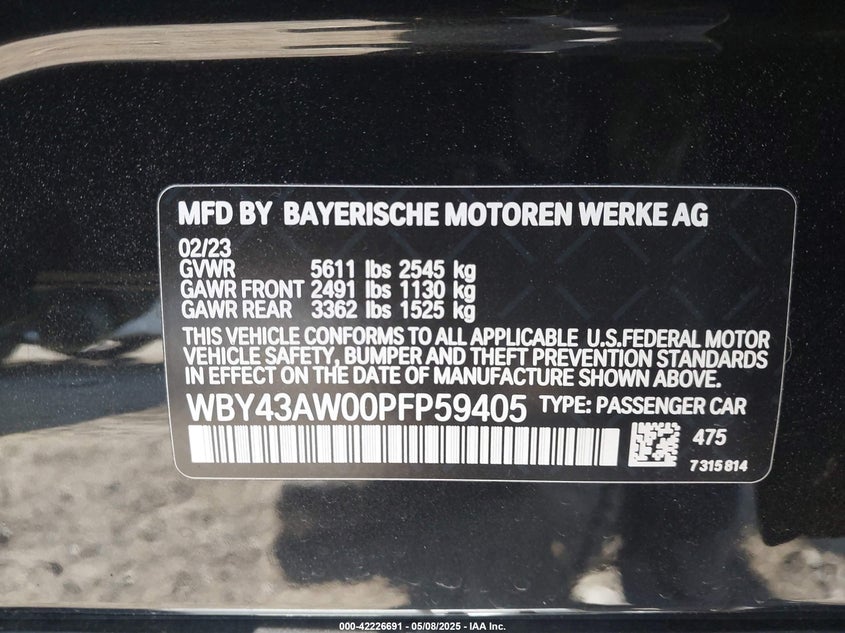 MFD BY BAYERISCHE MOTOREN WERKE AG
02/23
GVWR 5611 lbs 2545 kg
GAWR FRONT 2491 lbs 1130 kg
GAWR REAR 3362 lbs 1525 kg
THIS VEHICLE CONFORMS TO ALL APPLICABLE U.S.FEDERAL MOTOR
VEHICLE SAFETY, BUMPER AND THEFT PREVENTION STANDARDS
IN EFFECT ON THE DATE OF MANUFACTURE SHOWN ABOVE.
WBY43AW00PFP59405 TYPE: PASSENGER CAR
475
7315814
000-42226691 - 05/08/2025 - IAA Inc.